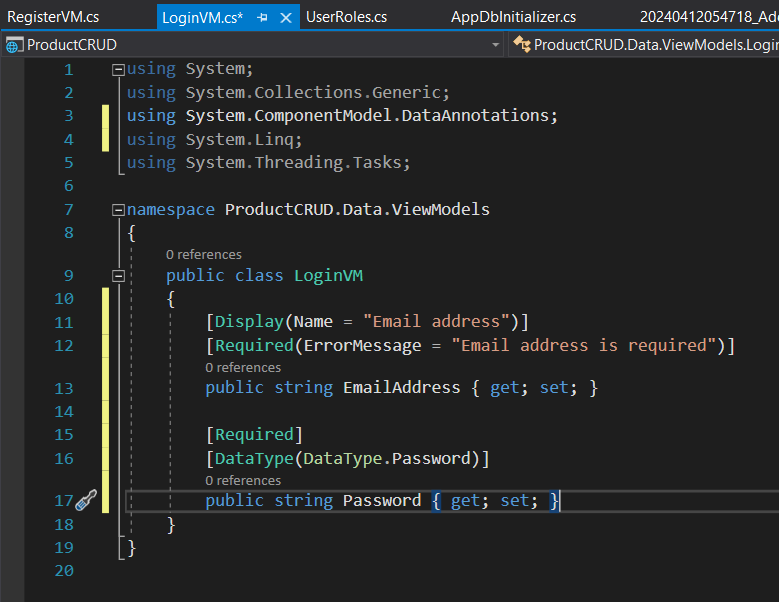 RegisterVM.cs
LoginVM.cs*
UserRoles.cs
AppDbInitializer.cs
20240412054718_Ad
ProductCRUD
ProductCRUD.Data.ViewModels.Login
1 using System;
2 using System.Collections.Generic;
3 using System.ComponentModel.DataAnnotations;
4 using System.Linq;
5 using System.Threading.Tasks;
6
7 namespace ProductCRUD.Data.ViewModels
8 {
0 references
9 public class LoginVM
10 {
11 [Display(Name = "Email address")]
12 [Required(ErrorMessage = "Email address is required")]
0 references
13 public string EmailAddress { get; set; }
14
15 [Required]
16 [DataType(DataType.Password)]
0 references
17 public string Password { get; set; }
18 }
19 }
20